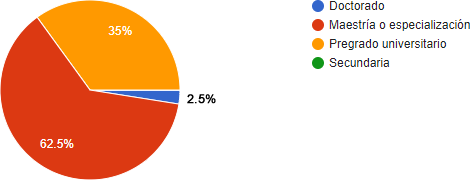 Doctorado
Maestría o especialización
Pregrado universitario
Secundaria
35%
2.5%
62.5%